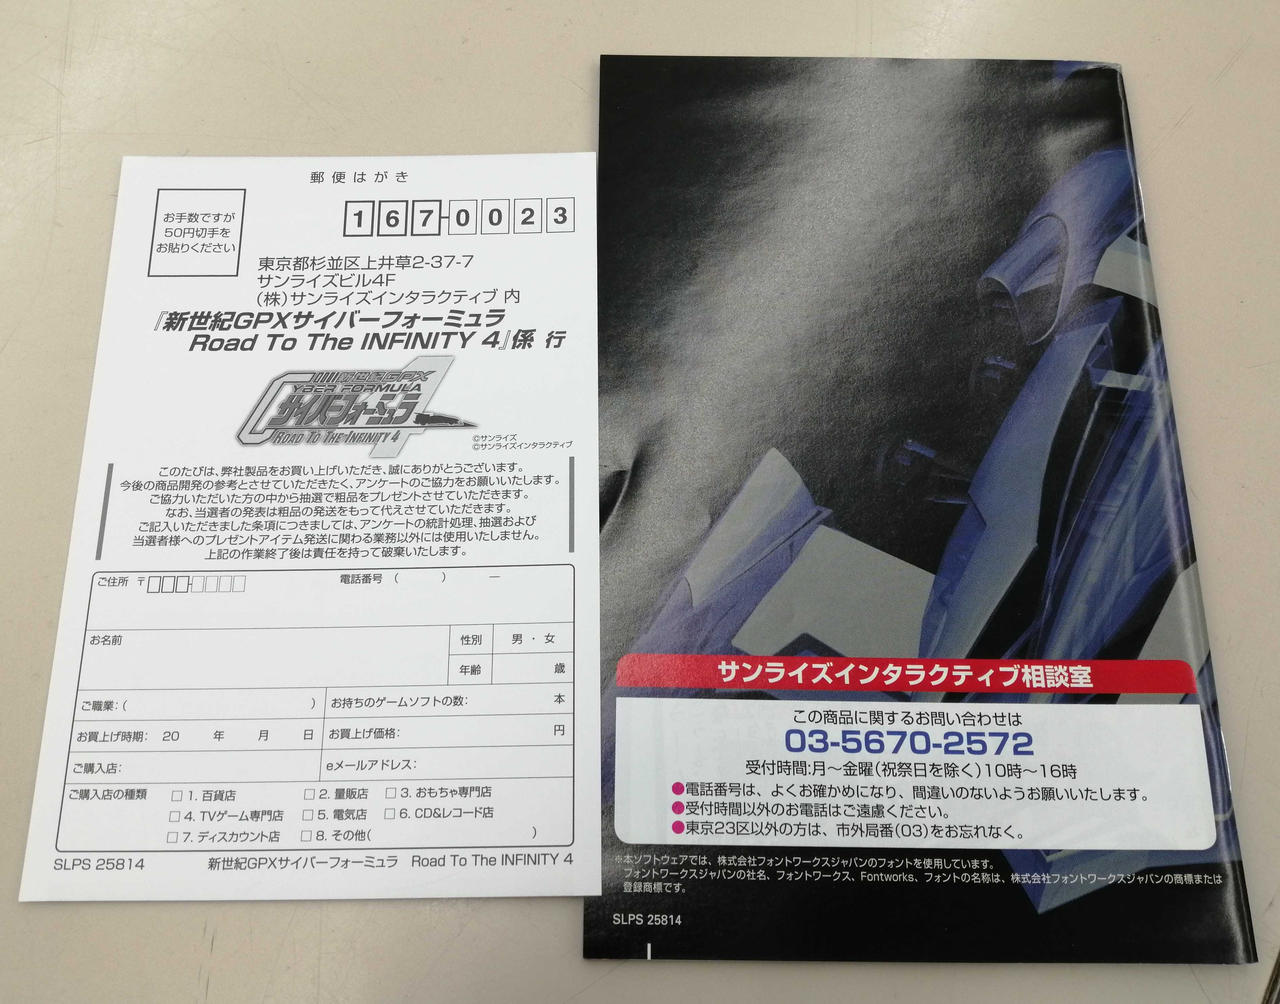 郵便はがき
お手数ですが
50円切手を
お貼りください
167-0023
東京都杉並区上井草2-37-7
サンライズビル4F
(株)サンライズインタラクティブ 内
『新世紀GPXサイバーフォーミュラ
Road To The INFINITY 4』係 行
新世紀GPX
CYBER FORMULA
サイバーフォーミュラ
ROAD TO THE INFINITY 4
©サンライズ
©サンライズインタラクティブ
このたびは、弊社製品をお買い上げいただき、誠にありがとうございます。
今後の商品開発の参考とさせていただきたく、アンケートのご協力をお願いいたします。
ご協力いただいた方の中から抽選で粗品をプレゼントさせていただきます。
なお、当選者の発表は粗品の発送をもって代えさせていただきます。
ご記入いただきました条項につきましては、アンケートの統計処理、抽選および
当選者様へのプレゼントアイテム発送に関わる業務以外には使用いたしません。
上記の作業終了後は責任を持って破棄いたします。
ご住所 〒□□□-□□□□ 電話番号 ( ) ー
お名前 性別 男・女
年齢 歳
ご職業:( ) お持ちのゲームソフトの数: 本
お買上げ時期: 20 年 月 日 お買上げ価格: 円
ご購入店: eメールアドレス:
ご購入店の種類 □ 1. 百貨店 □ 2. 量販店 □ 3. おもちゃ専門店
□ 4. TVゲーム専門店 □ 5. 電気店 □ 6. CD&レコード店
□ 7. ディスカウント店 □ 8. その他( )
SLPS 25814 新世紀GPXサイバーフォーミュラ Road To The INFINITY 4
サンライズインタラクティブ相談室
この商品に関するお問い合わせは
03-5670-2572
受付時間:月〜金曜(祝祭日を除く)10時〜16時
●電話番号は、よくお確かめになり、間違いのないようお願いいたします。
●受付時間以外のお電話はご遠慮ください。
●東京23区以外の方は、市外局番(03)をお忘れなく。
※本ソフトウェアでは、株式会社フォントワークスジャパンのフォントを使用しています。
フォントワークスジャパンの社名、フォントワークス、Fontworks、フォントの名称は、株式会社フォントワークスジャパンの商標または
登録商標です。
SLPS 25814